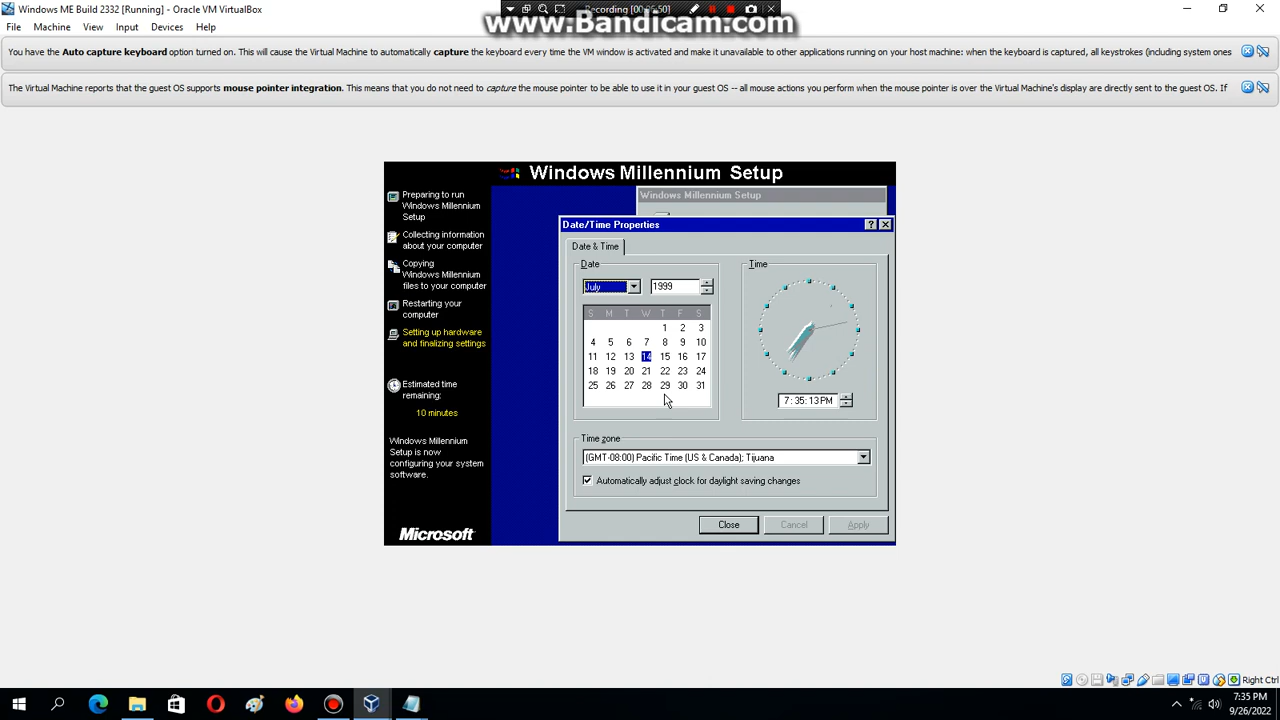 Windows ME Build 2332 [Running] - Oracle VM VirtualBox
Recording [00:06:50]
www.Bandicam.com
File Machine View Input Devices Help
You have the Auto capture keyboard option turned on. This will cause the Virtual Machine to automatically capture the keyboard every time the VM window is activated and make it unavailable to other applications running on your host machine: when the keyboard is captured, all keystrokes (including system ones
The Virtual Machine reports that the guest OS supports mouse pointer integration. This means that you do not need to capture the mouse pointer to be able to use it in your guest OS -- all mouse actions you perform when the mouse pointer is over the Virtual Machine's display are directly sent to the guest OS. If
Windows Millennium Setup
Preparing to run
Windows Millennium
Setup
Collecting information
about your computer
Copying
Windows Millennium
files to your computer
Restarting your
computer
Setting up hardware
and finalizing settings
Estimated time
remaining:
10 minutes
Windows Millennium
Setup is now
configuring your system
software.
Microsoft
Windows Millennium Setup
Date/Time Properties
Date & Time
Date
July 1999
S M T W T F S
1 2 3
4 5 6 7 8 9 10
11 12 13 14 15 16 17
18 19 20 21 22 23 24
25 26 27 28 29 30 31
Time
7:35:13 PM
Time zone
(GMT-08:00) Pacific Time (US & Canada); Tijuana
Automatically adjust clock for daylight saving changes
Close Cancel Apply
Right Ctrl
7:35 PM
9/26/2022